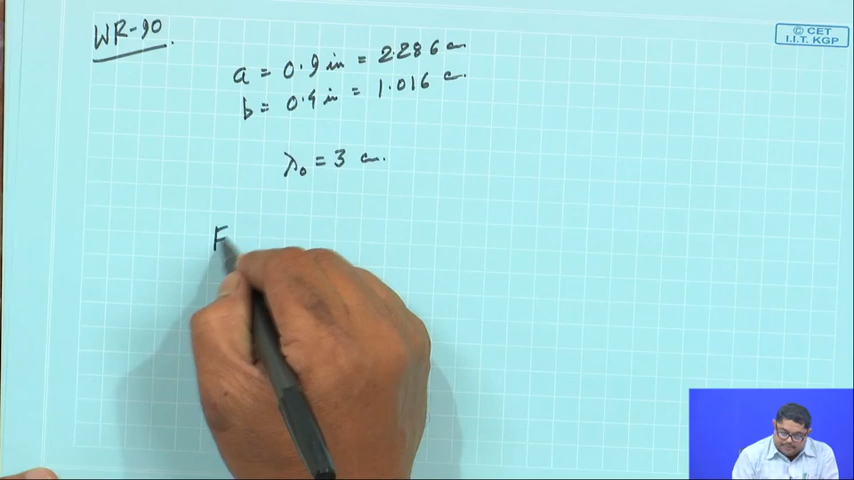 WR-90
© CET
I.I.T. KGP
a = 0.9 in = 2.286 cm
b = 0.4 in = 1.016 cm.
λ₀ = 3 cm.
F